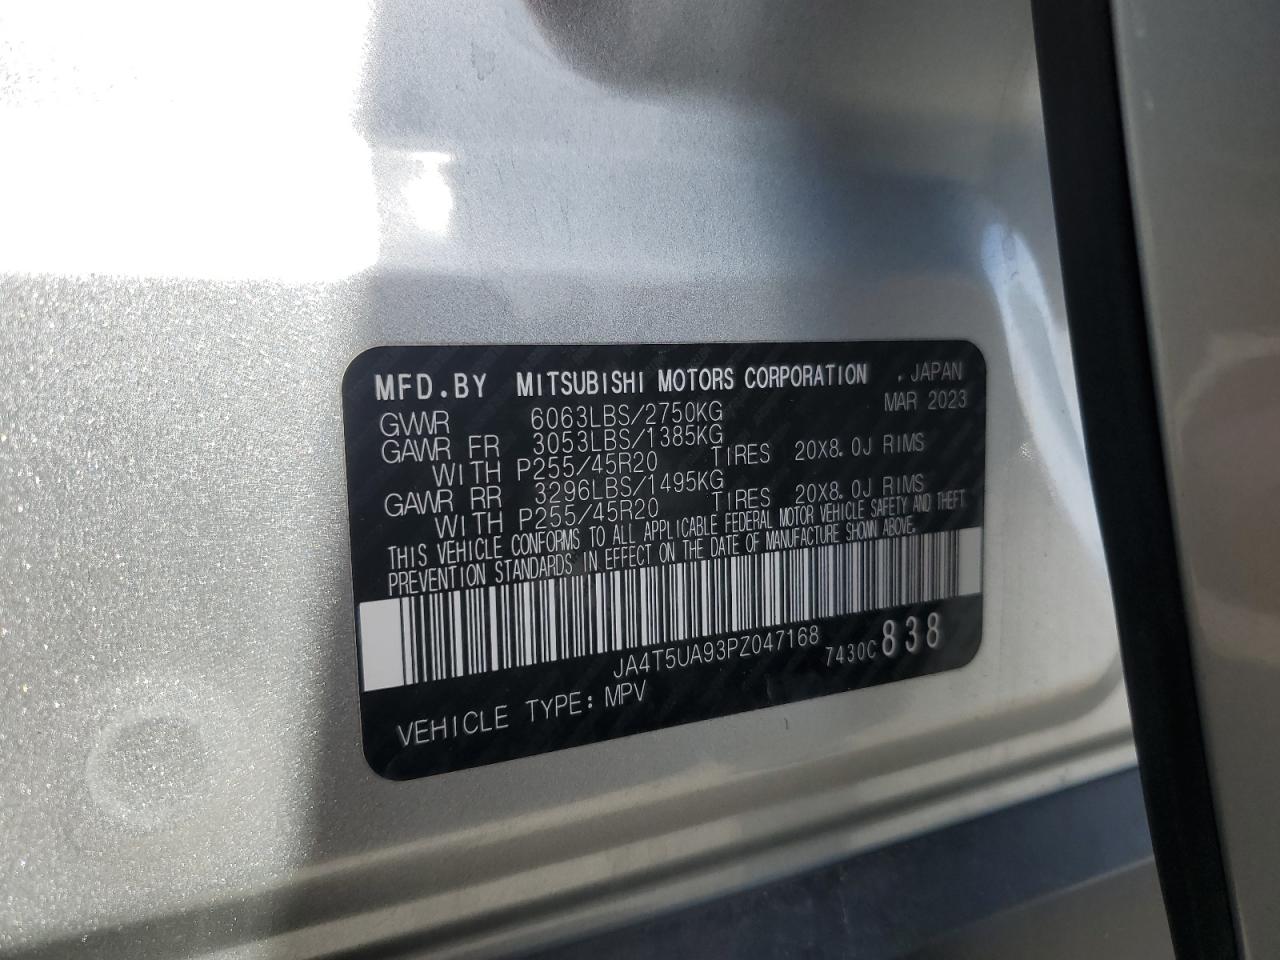 MFD.BY MITSUBISHI MOTORS CORPORATION , JAPAN
GVWR 6063LBS/2750KG MAR 2023
GAWR FR 3053LBS/1385KG
WITH P255/45R20 TIRES 20X8.0J RIMS
GAWR RR 3296LBS/1495KG
WITH P255/45R20 TIRES 20X8.0J RIMS
THIS VEHICLE CONFORMS TO ALL APPLICABLE FEDERAL MOTOR VEHICLE SAFETY AND THEFT
PREVENTION STANDARDS IN EFFECT ON THE DATE OF MANUFACTURE SHOWN ABOVE.
JA4T5UA93PZ047168 7430C838
VEHICLE TYPE: MPV